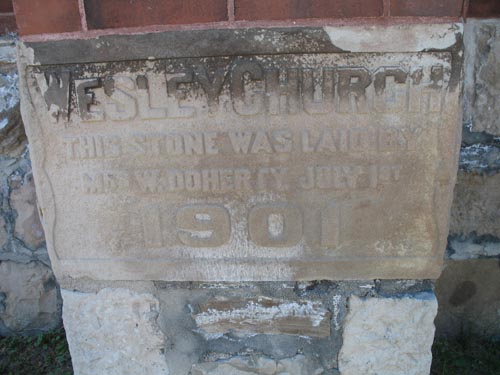 WESLEY CHURCH
THIS STONE WAS LAID BY
MRS W. DOHERTY JULY 1ST
1901